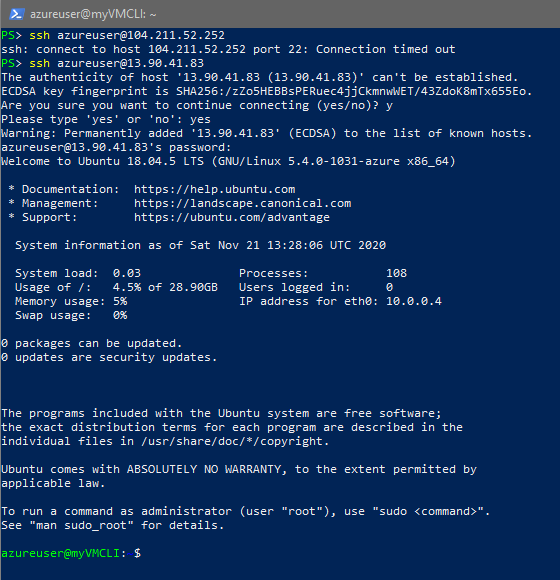 azureuser@myVMCLI: ~
PS> ssh azureuser@104.211.52.252
ssh: connect to host 104.211.52.252 port 22: Connection timed out
PS> ssh azureuser@13.90.41.83
The authenticity of host '13.90.41.83 (13.90.41.83)' can't be established.
ECDSA key fingerprint is SHA256:/zZo5HEBBsPERuec4jjCkmnwWET/43ZdoK8mTx655Eo.
Are you sure you want to continue connecting (yes/no)? y
Please type 'yes' or 'no': yes
Warning: Permanently added '13.90.41.83' (ECDSA) to the list of known hosts.
azureuser@13.90.41.83's password:
Welcome to Ubuntu 18.04.5 LTS (GNU/Linux 5.4.0-1031-azure x86_64)
* Documentation:  https://help.ubuntu.com
* Management:     https://landscape.canonical.com
* Support:        https://ubuntu.com/advantage
System information as of Sat Nov 21 13:28:06 UTC 2020
System load:  0.03              Processes:           108
Usage of /:   4.5% of 28.90GB   Users logged in:     0
Memory usage: 5%                IP address for eth0: 10.0.0.4
Swap usage:   0%
0 packages can be updated.
0 updates are security updates.
The programs included with the Ubuntu system are free software;
the exact distribution terms for each program are described in the
individual files in /usr/share/doc/*/copyright.
Ubuntu comes with ABSOLUTELY NO WARRANTY, to the extent permitted by
applicable law.
To run a command as administrator (user "root"), use "sudo <command>".
See "man sudo_root" for details.
azureuser@myVMCLI: $